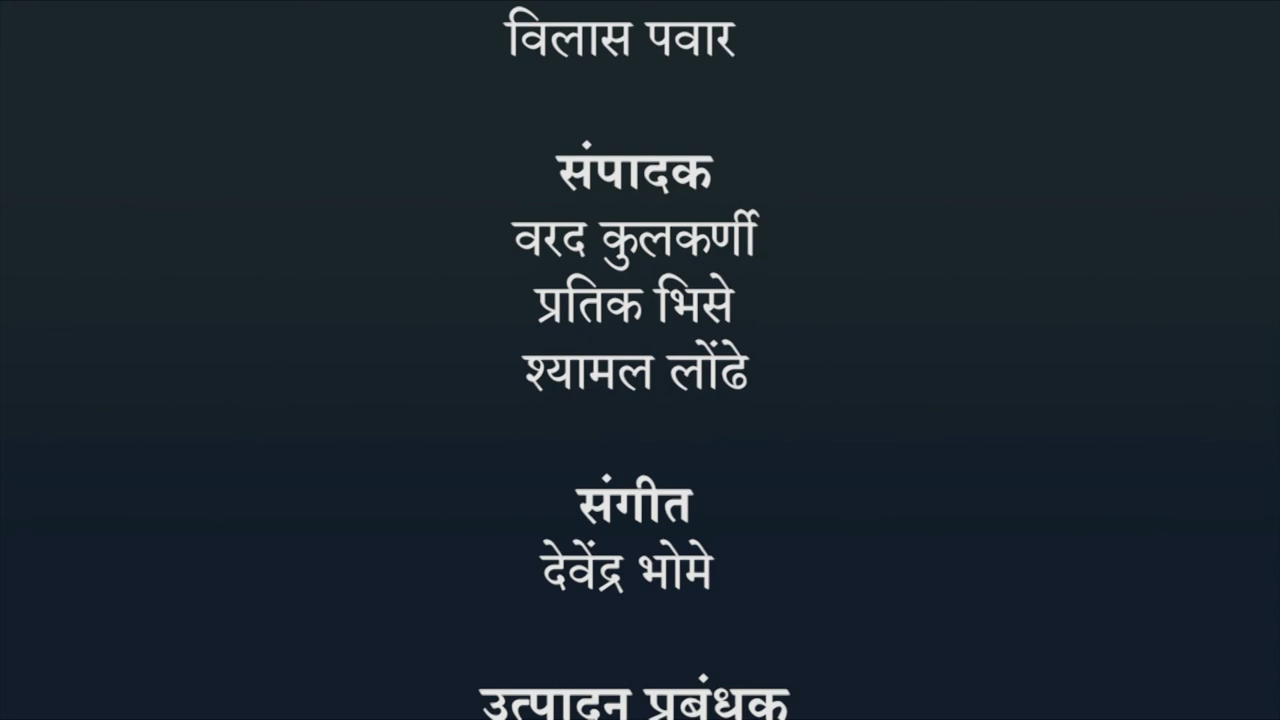 विलास पवार
संपादक
वरद कुलकर्णी
प्रतिक भिसे
श्यामल लोंढे
संगीत
देवेंद्र भोमे
उत्पादन प्रबंधक